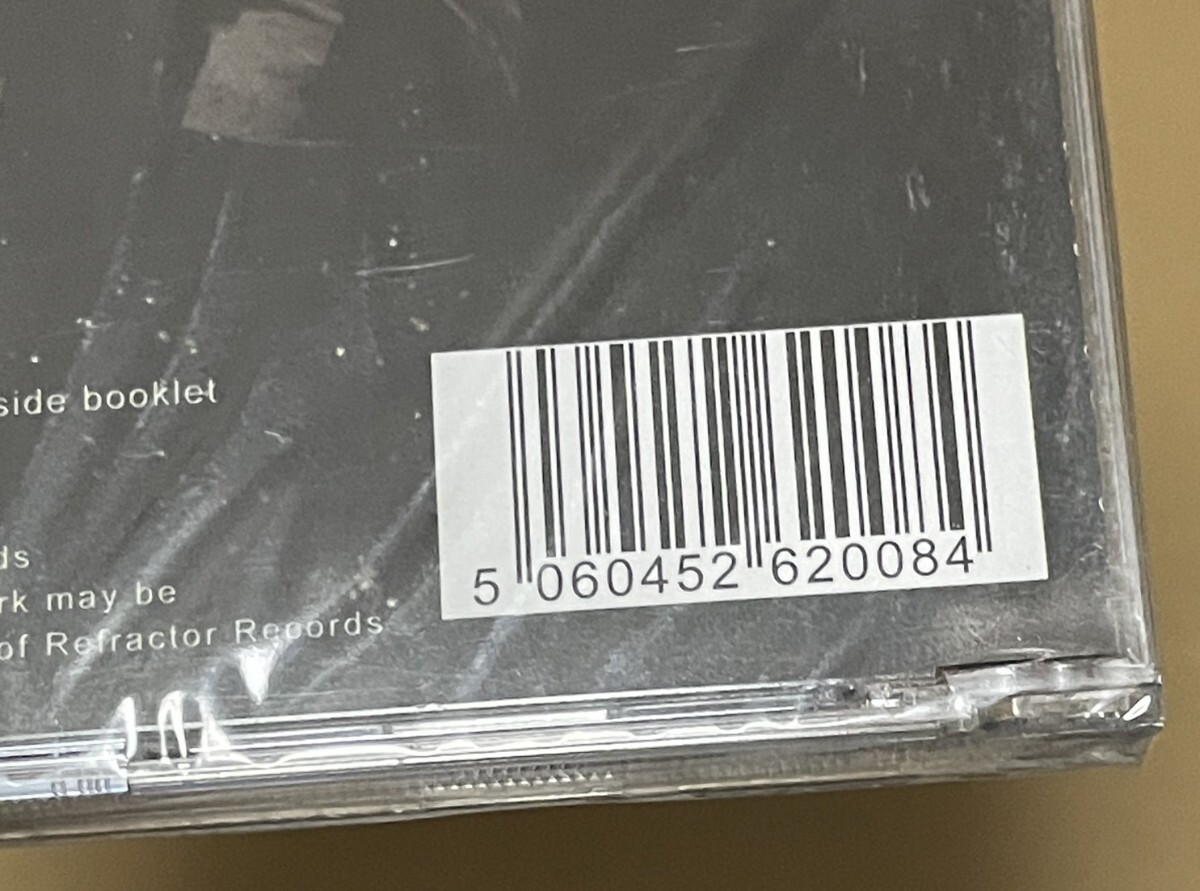 side booklet
ds
rk may be
of Refractor Records
5 060452 620084